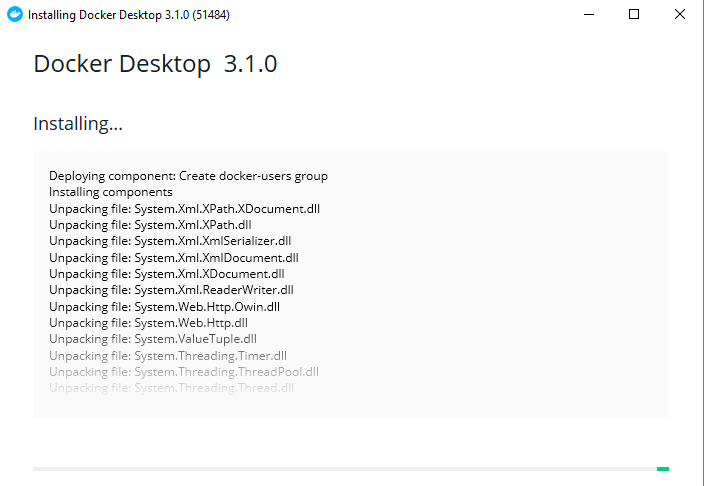 Installing Docker Desktop 3.1.0 (51484)
Docker Desktop 3.1.0
Installing...
Deploying component: Create docker-users group
Installing components
Unpacking file: System.Xml.XPath.XDocument.dll
Unpacking file: System.Xml.XPath.dll
Unpacking file: System.Xml.XmlSerializer.dll
Unpacking file: System.Xml.XmlDocument.dll
Unpacking file: System.Xml.XDocument.dll
Unpacking file: System.Xml.ReaderWriter.dll
Unpacking file: System.Web.Http.Owin.dll
Unpacking file: System.Web.Http.dll
Unpacking file: System.ValueTuple.dll
Unpacking file: System.Threading.Timer.dll
Unpacking file: System.Threading.ThreadPool.dll
Unpacking file: System.Threading.Thread.dll